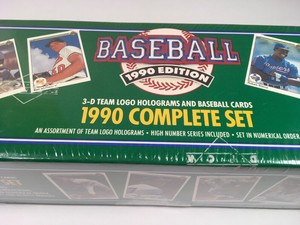 BASEBALL
1990 EDITION
3-D TEAM LOGO HOLOGRAMS AND BASEBALL CARDS
1990 COMPLETE SET
AN ASSORTMENT OF TEAM LOGO HOLOGRAMS • HIGH NUMBER SERIES INCLUDED • SET IN NUMERICAL ORDER